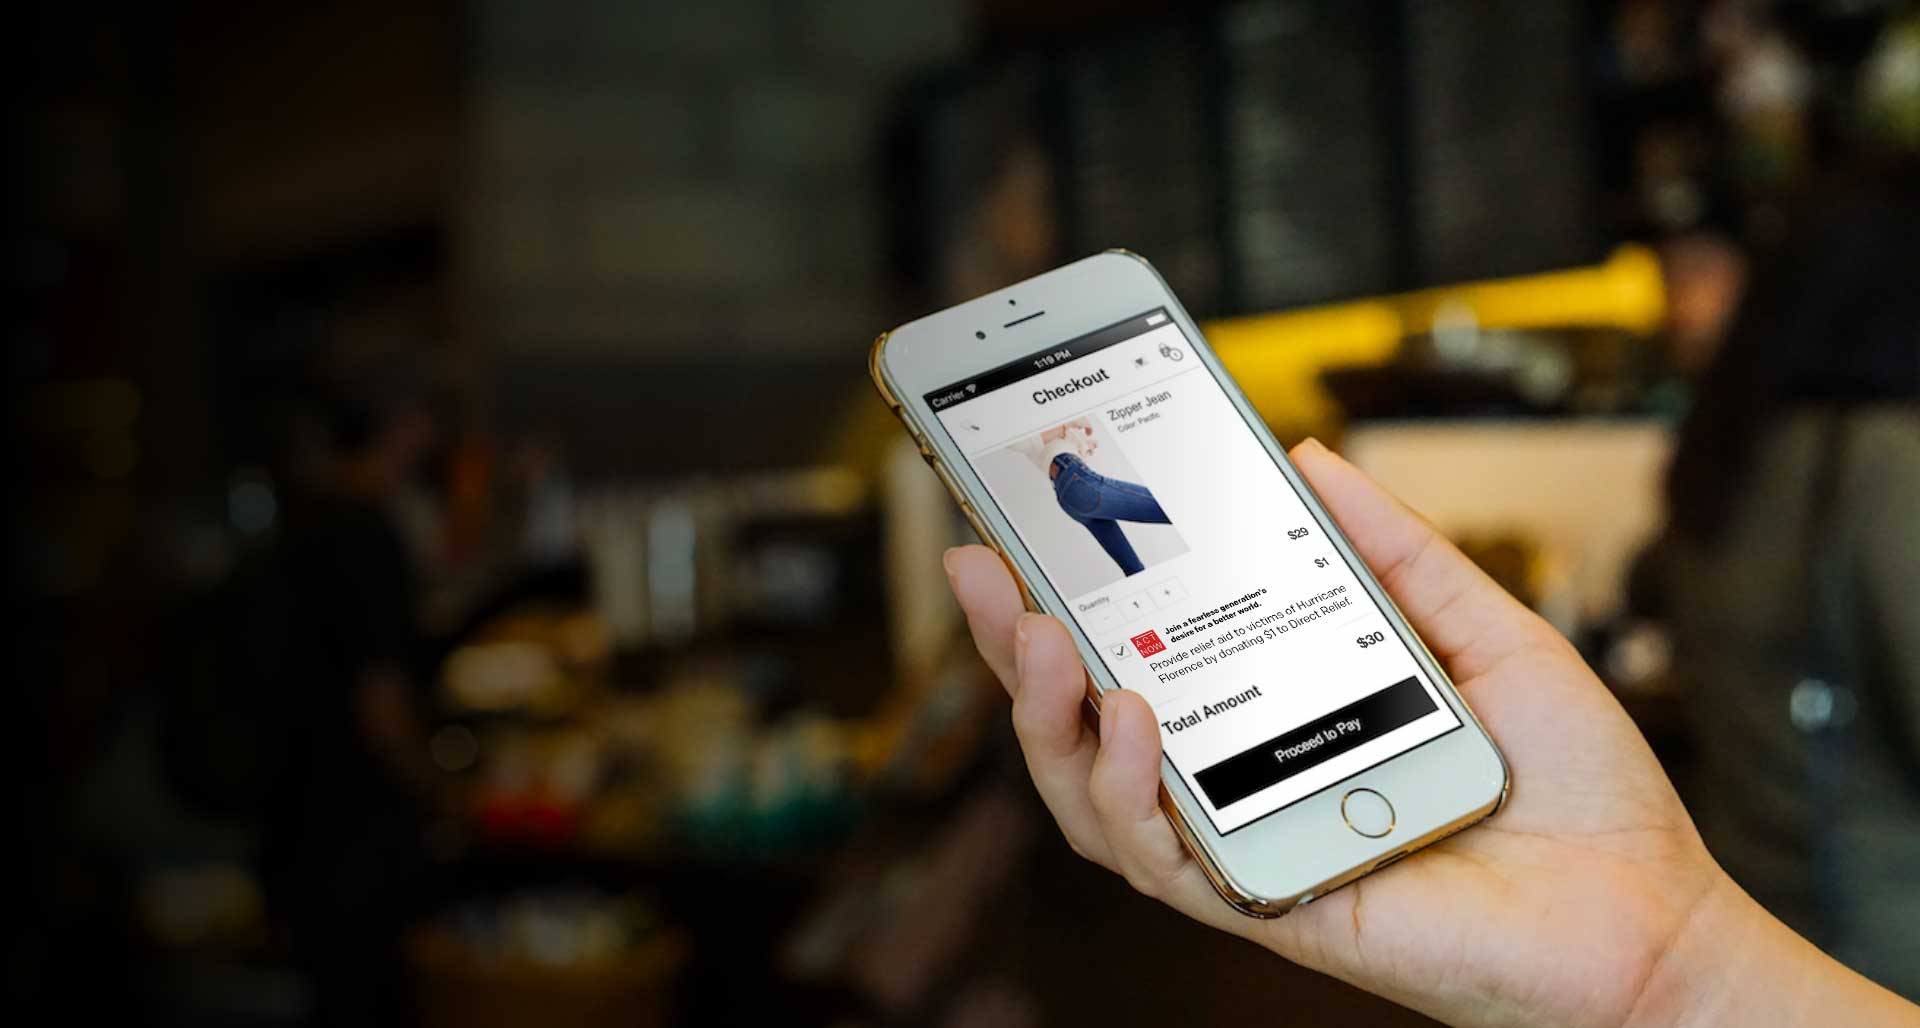 Carrier 1:19 PM
Checkout
1
Zipper Jean
Color: Pacific
$29
$1
Quantity
- 1 +
ACT
NOW
Join a fearless generation's
desire for a better world.
Provide relief aid to victims of Hurricane
Florence by donating $1 to Direct Relief.
$30
Total Amount
Proceed to Pay